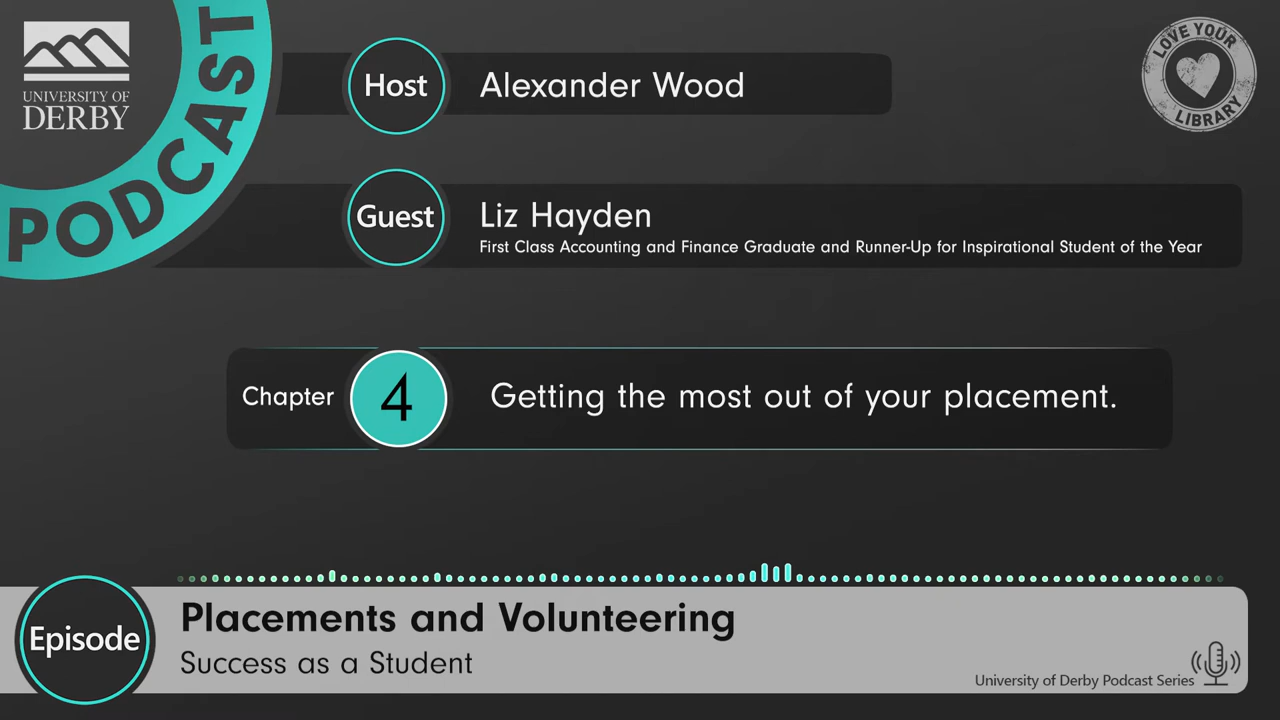 UNIVERSITY OF
DERBY
PODCAST
Host
Alexander Wood
LOVE YOUR
LIBRARY
Guest
Liz Hayden
First Class Accounting and Finance Graduate and Runner-Up for Inspirational Student of the Year
Chapter
4
Getting the most out of your placement.
Episode
Placements and Volunteering
Success as a Student
University of Derby Podcast Series